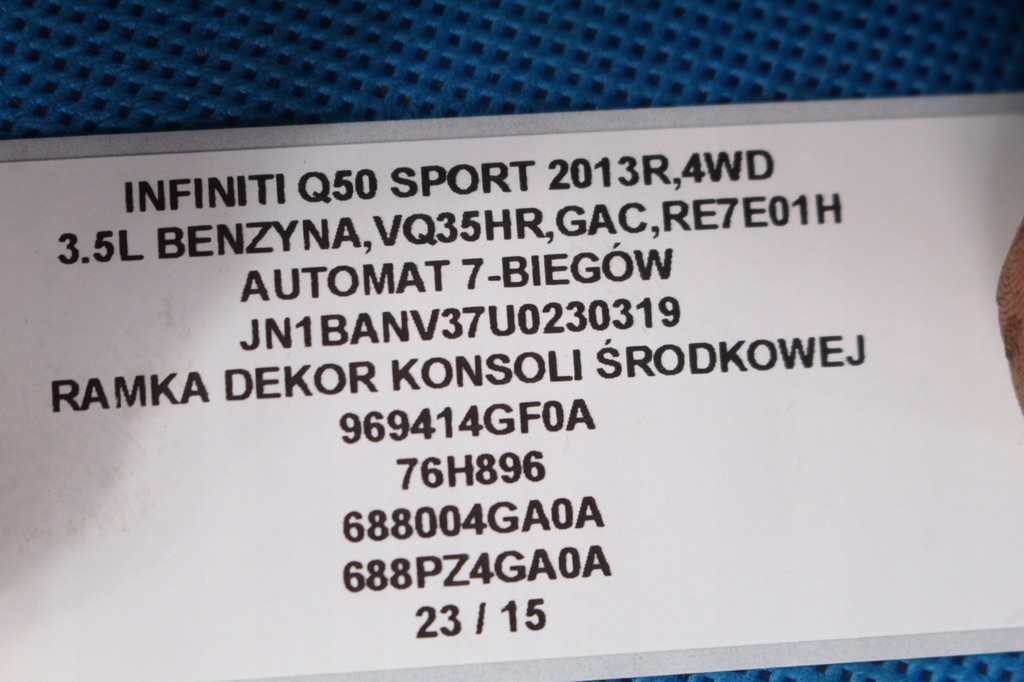 INFINITI Q50 SPORT 2013R,4WD
3.5L BENZYNA,VQ35HR,GAC,RE7E01H
AUTOMAT 7-BIEGÓW
JN1BANV37U0230319
RAMKA DEKOR KONSOLI ŚRODKOWEJ
969414GF0A
76H896
688004GA0A
688PZ4GA0A
23 / 15